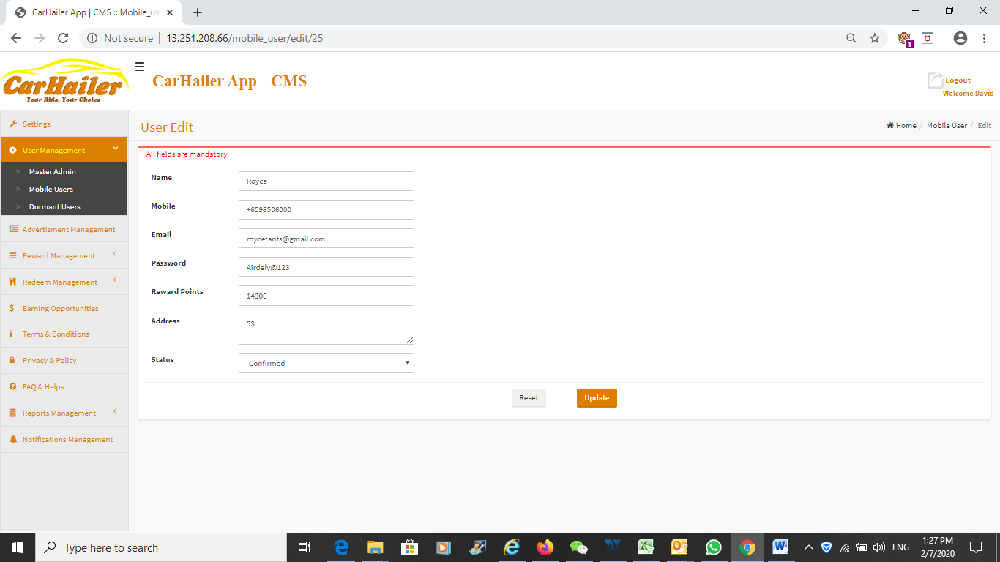 CarHailer App | CMS :: Mobile_us
Not secure
13.251.208.66/mobile_user/edit/25
1
CarHailer
Your Ride, Your Choice
CarHailer App - CMS
Logout
Welcome David
Settings
User Management
Master Admin
Mobile Users
Dormant Users
Advertisment Management
Reward Management
Redeem Management
Earning Opportunities
Terms & Conditions
Privacy & Policy
FAQ & Helps
Reports Management
Notifications Management
User Edit
Home / Mobile User / Edit
All fields are mandatory
Name
Royce
Mobile
+6598506000
Email
roycetants@gmail.com
Password
Airdely@123
Reward Points
14300
Address
53
Status
Confirmed
Reset
Update
Type here to search
ENG
1:27 PM
2/7/2020